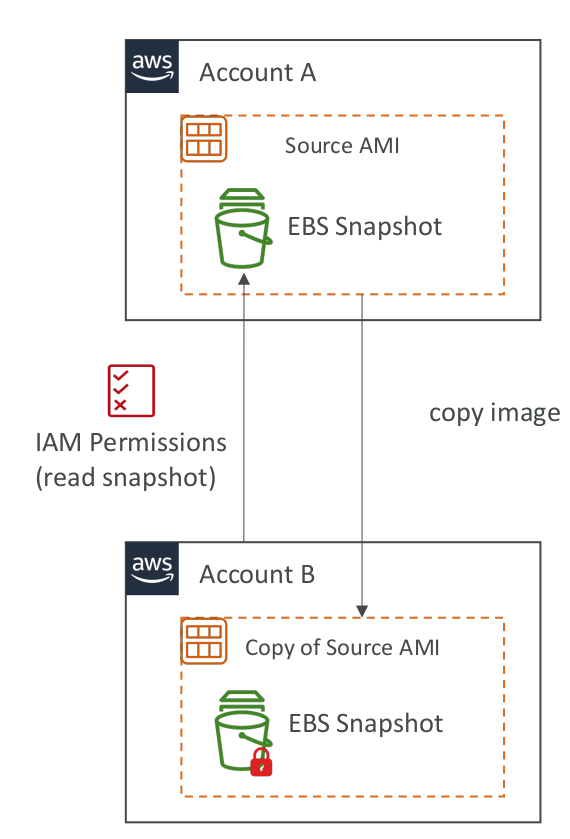 aws
Account A
Source AMI
EBS Snapshot
IAM Permissions
(read snapshot)
copy image
aws
Account B
Copy of Source AMI
EBS Snapshot